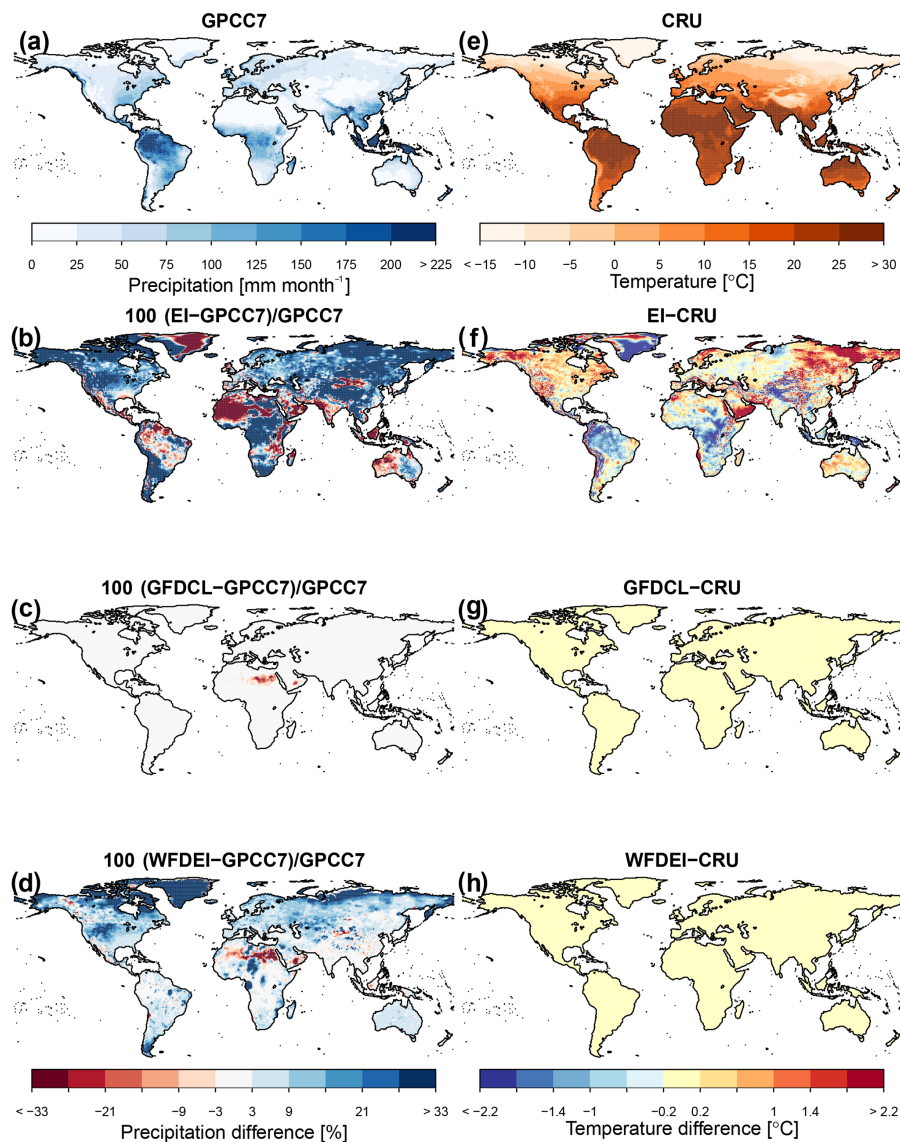 GPCC7
CRU
(a)
(e)
0 25 50 75 100 125 150 175 200 > 225
Precipitation [mm month⁻¹]
< −15 −10 −5 0 5 10 15 20 25 > 30
Temperature [°C]
100 (EI−GPCC7)/GPCC7
EI−CRU
(b)
(f)
100 (GFDCL−GPCC7)/GPCC7
GFDCL−CRU
(c)
(g)
100 (WFDEI−GPCC7)/GPCC7
WFDEI−CRU
(d)
(h)
< −33 −21 −9 −3 3 9 21 > 33
Precipitation difference [%]
< −2.2 −1.4 −1 −0.2 0.2 1 1.4 > 2.2
Temperature difference [°C]